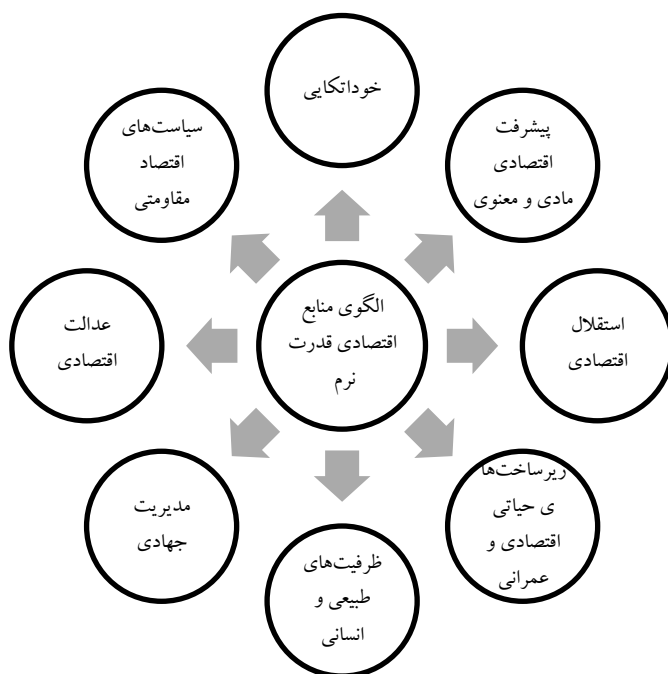 خوداتکایی
پیشرفت
اقتصادی
مادی و معنوی
استقلال
اقتصادی
ریرساخت‌ها
ی حیاتی
اقتصادی و
عمرانی
ظرفیت‌های
طبیعی و
انسانی
مدیریت
جهادی
عدالت
اقتصادی
سیاست‌های
اقتصاد
مقاومتی
الگوی منابع
اقتصادی قدرت
نرم